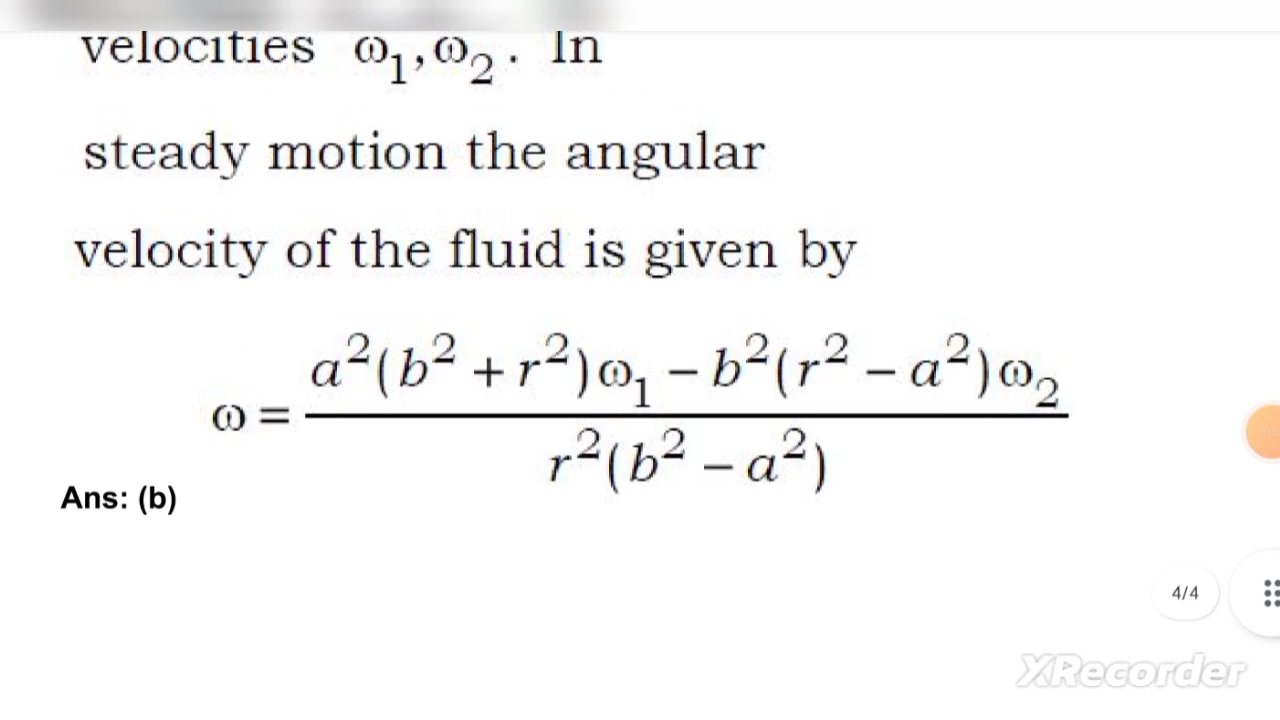 velocities ω₁,ω₂. In
steady motion the angular
velocity of the fluid is given by
ω = a²(b² + r²)ω₁ − b²(r² − a²)ω₂ / r²(b² − a²)
Ans: (b)
4/4
XRecorder